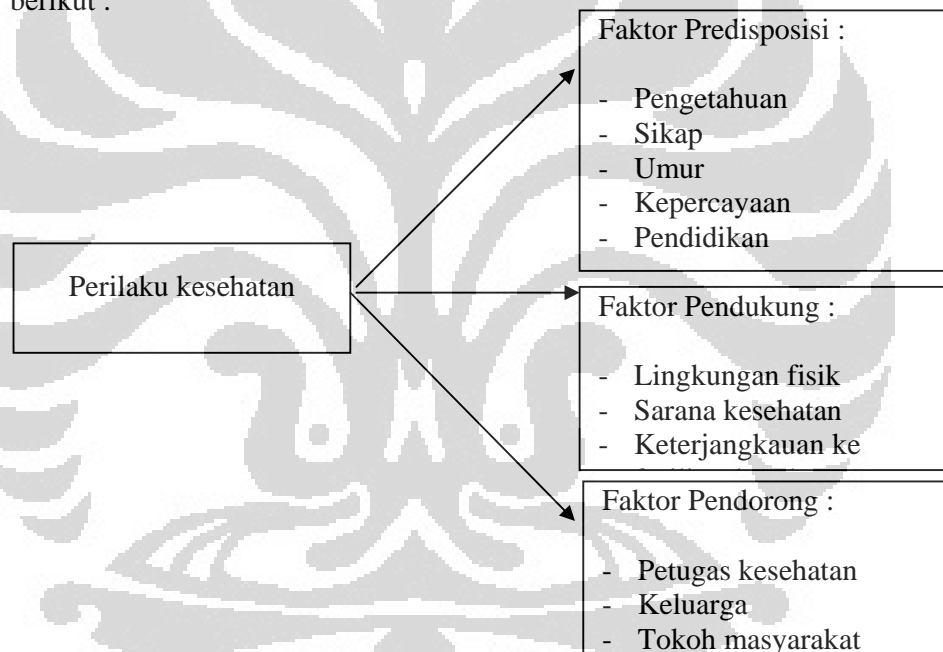 berikut :
Faktor Predisposisi :
- Pengetahuan
- Sikap
- Umur
- Kepercayaan
- Pendidikan
Perilaku kesehatan
Faktor Pendukung :
- Lingkungan fisik
- Sarana kesehatan
- Keterjangkauan ke
Faktor Pendorong :
- Petugas kesehatan
- Keluarga
- Tokoh masyarakat